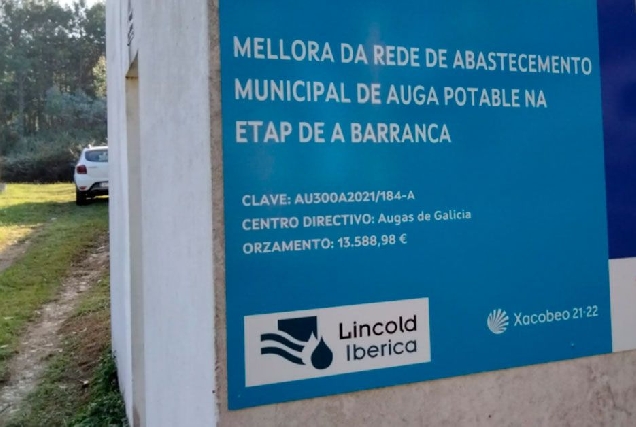 MELLORA DA REDE DE ABASTECEMENTO
MUNICIPAL DE AUGA POTABLE NA
ETAP DE A BARRANCA
CLAVE: AU300A2021/184-A
CENTRO DIRECTIVO: Augas de Galicia
ORZAMENTO: 13.588,98 €
Lincold
Iberica
Xacobeo 21·22